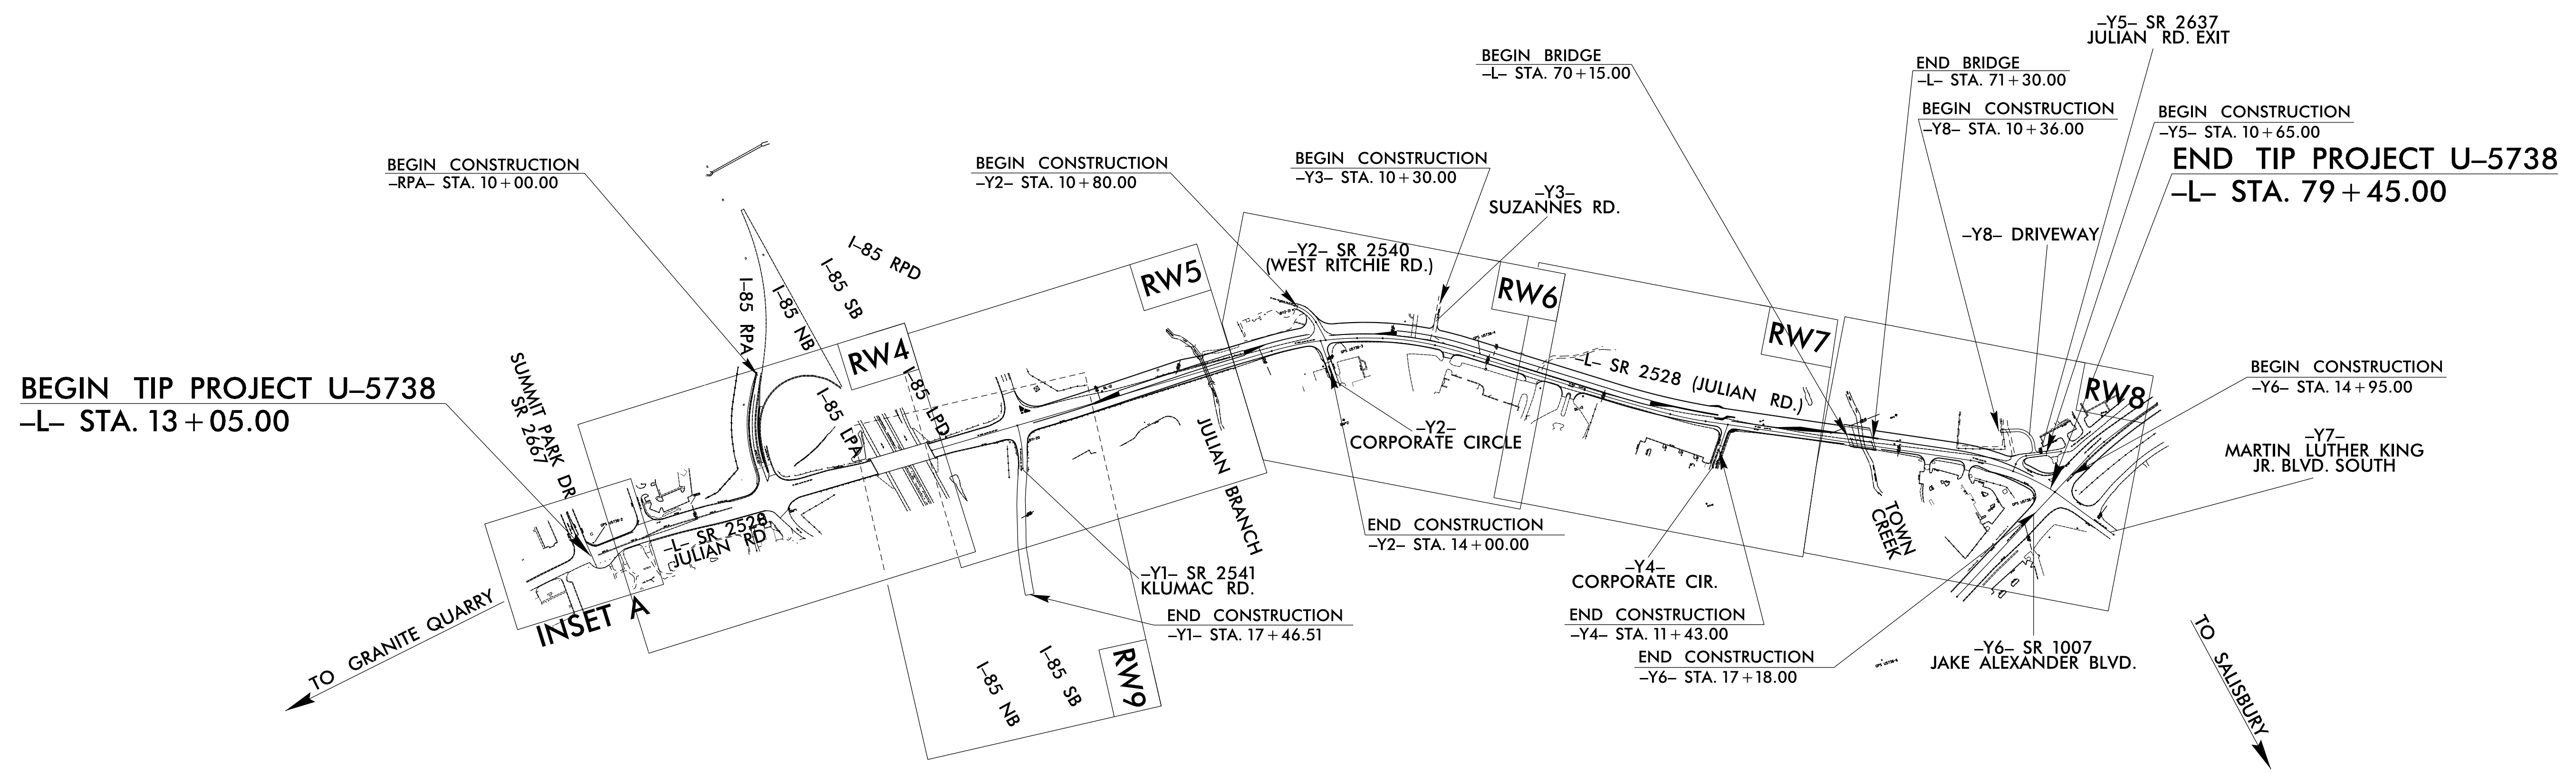 –Y5– SR 2637
JULIAN RD. EXIT
BEGIN BRIDGE
–L– STA. 70+15.00
END BRIDGE
–L– STA. 71+30.00
BEGIN CONSTRUCTION
–Y8– STA. 10+36.00
BEGIN CONSTRUCTION
–Y5– STA. 10+65.00
END TIP PROJECT U–5738
–L– STA. 79+45.00
BEGIN CONSTRUCTION
–RPA– STA. 10+00.00
BEGIN CONSTRUCTION
–Y2– STA. 10+80.00
BEGIN CONSTRUCTION
–Y3– STA. 10+30.00
–Y3–
SUZANNES RD.
–Y8– DRIVEWAY
I–85 RPD
I–85 SB
I–85 NB
I–85 RPA
–Y2– SR 2540
(WEST RITCHIE RD.)
RW5
RW6
RW7
RW4
RW8
BEGIN TIP PROJECT U–5738
–L– STA. 13+05.00
SUMMIT PARK DR
SR 2667
I–85 LPA
I–85 LPD
–L– SR 2528 (JULIAN RD.)
BEGIN CONSTRUCTION
–Y6– STA. 14+95.00
–Y7–
MARTIN LUTHER KING
JR. BLVD. SOUTH
–Y2–
CORPORATE CIRCLE
JULIAN BRANCH
–L– SR 2528
JULIAN RD
TOWN
CREEK
END CONSTRUCTION
–Y2– STA. 14+00.00
–Y1– SR 2541
KLUMAC RD.
–Y4–
CORPORATE CIR.
INSET A
TO GRANITE QUARRY
END CONSTRUCTION
–Y1– STA. 17+46.51
END CONSTRUCTION
–Y4– STA. 11+43.00
END CONSTRUCTION
–Y6– STA. 17+18.00
–Y6– SR 1007
JAKE ALEXANDER BLVD.
I–85 NB
I–85 SB
RW9
TO SALISBURY